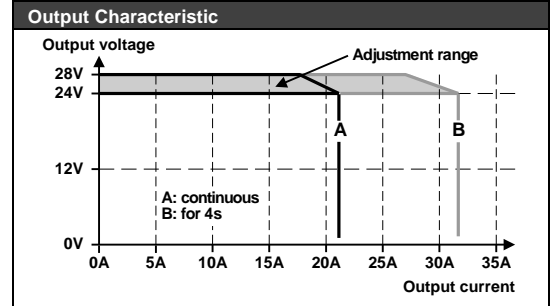 Output Characteristic
Output voltage
Adjustment range
28V
24V
A
B
12V
A: continuous
B: for 4s
0V
0A 5A 10A 15A 20A 25A 30A 35A
Output current